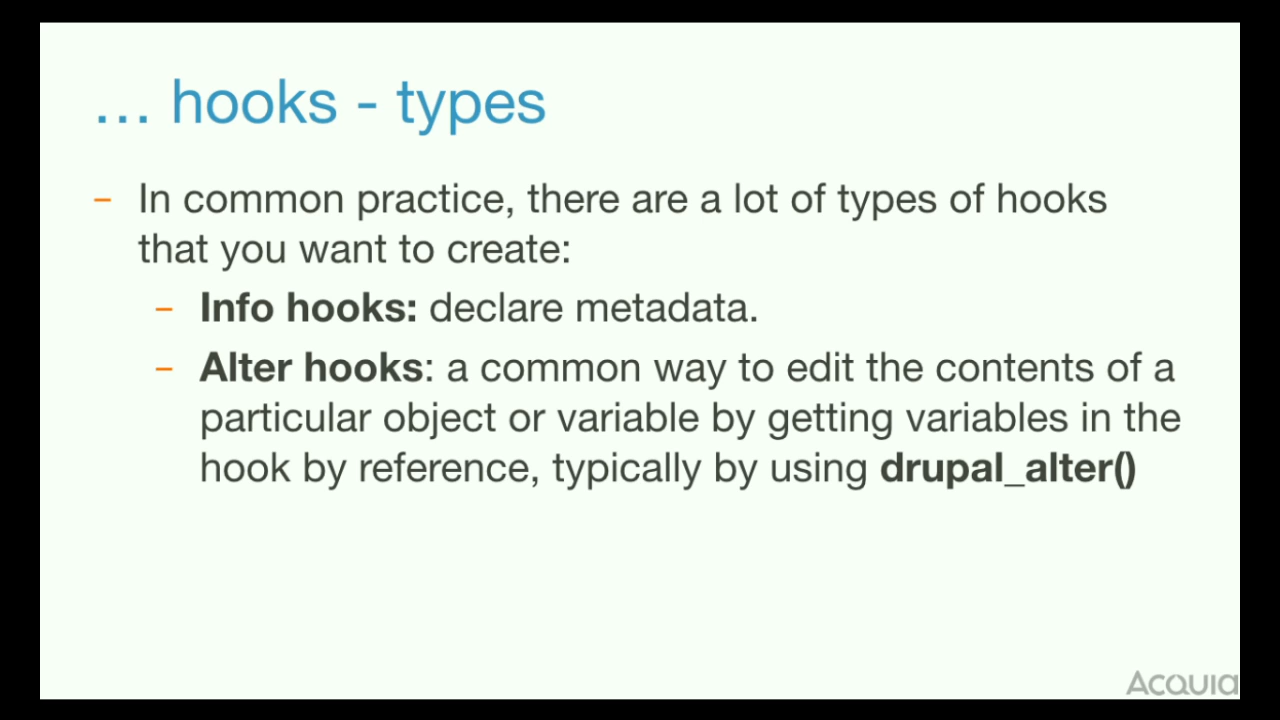 ... hooks - types
- In common practice, there are a lot of types of hooks
that you want to create:
- Info hooks: declare metadata.
- Alter hooks: a common way to edit the contents of a
particular object or variable by getting variables in the
hook by reference, typically by using drupal_alter()
Acquia